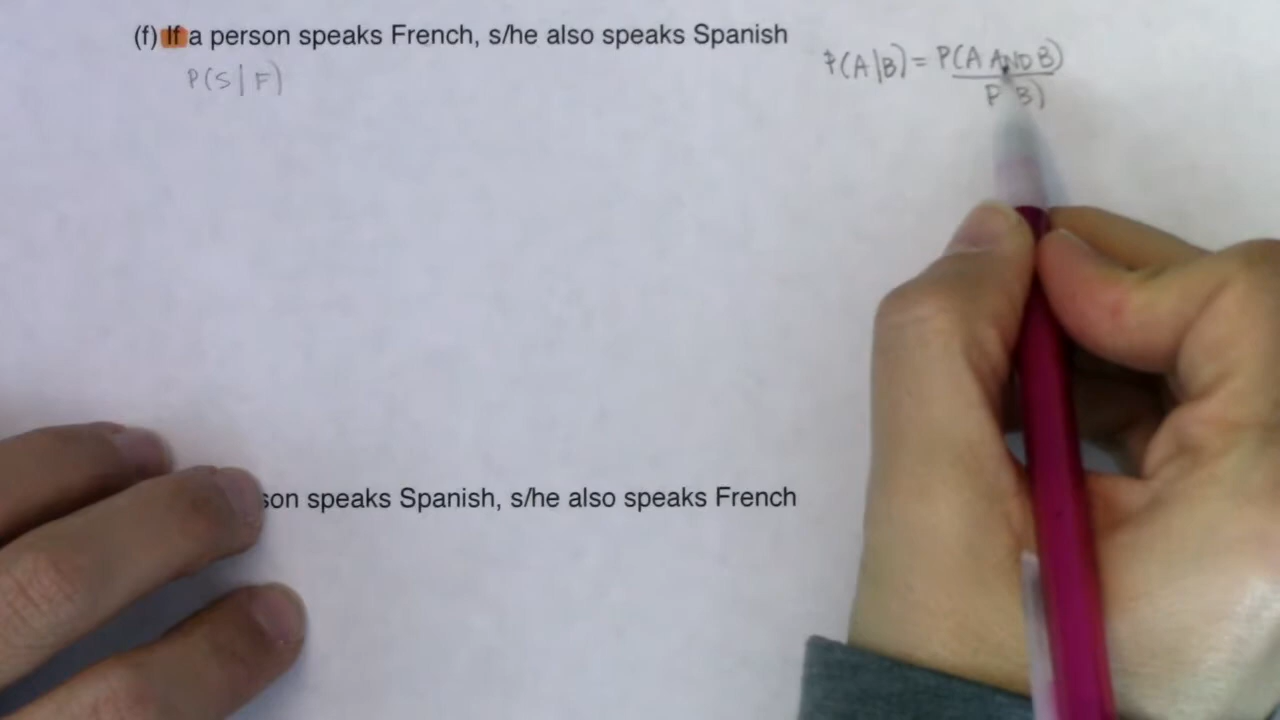 (f) If a person speaks French, s/he also speaks Spanish
P(S|F)
P(A|B) = P(A AND B)
P B)
son speaks Spanish, s/he also speaks French